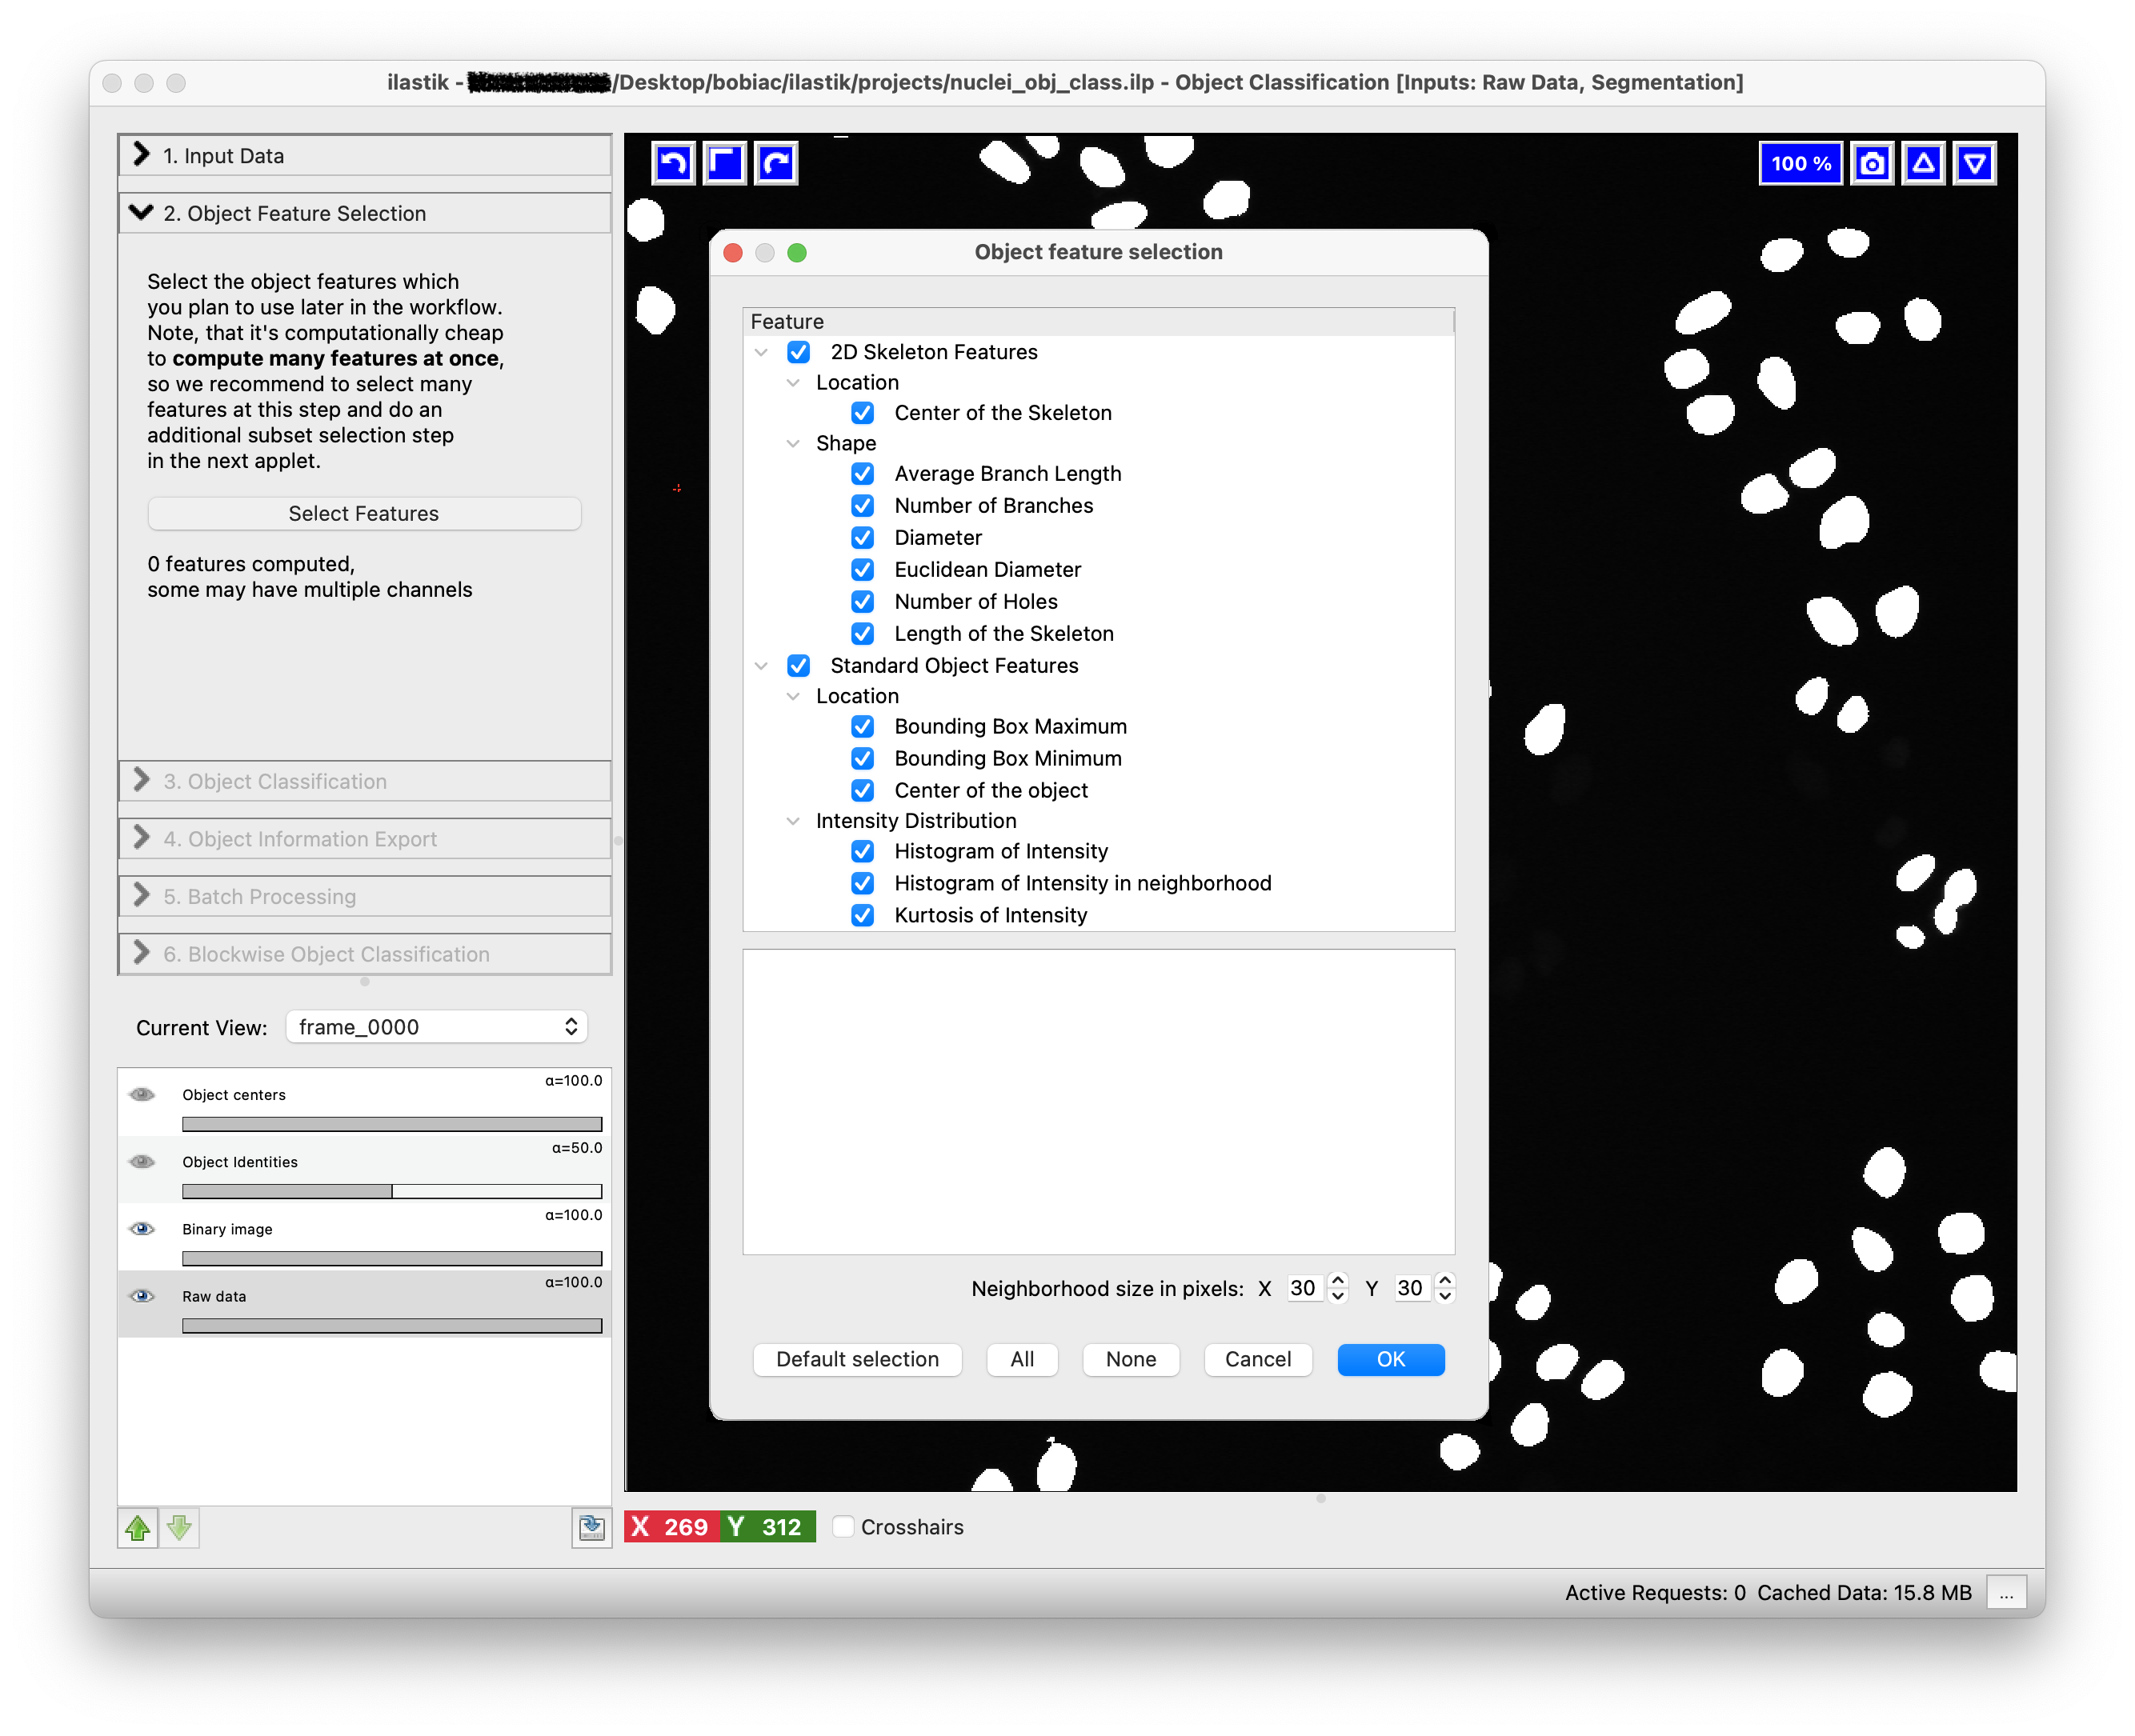 ilastik - /Desktop/bobiac/ilastik/projects/nuclei_obj_class.ilp - Object Classification [Inputs: Raw Data, Segmentation]
1. Input Data
2. Object Feature Selection
Select the object features which
you plan to use later in the workflow.
Note, that it's computationally cheap
to compute many features at once,
so we recommend to select many
features at this step and do an
additional subset selection step
in the next applet.
Select Features
0 features computed,
some may have multiple channels
3. Object Classification
4. Object Information Export
5. Batch Processing
6. Blockwise Object Classification
Current View: frame_0000
α=100.0
Object centers
α=50.0
Object Identities
α=100.0
Binary image
α=100.0
Raw data
100 %
Object feature selection
Feature
2D Skeleton Features
Location
Center of the Skeleton
Shape
Average Branch Length
Number of Branches
Diameter
Euclidean Diameter
Number of Holes
Length of the Skeleton
Standard Object Features
Location
Bounding Box Maximum
Bounding Box Minimum
Center of the object
Intensity Distribution
Histogram of Intensity
Histogram of Intensity in neighborhood
Kurtosis of Intensity
Neighborhood size in pixels: X 30 Y 30
Default selection All None Cancel OK
X 269 Y 312 Crosshairs
Active Requests: 0 Cached Data: 15.8 MB ...